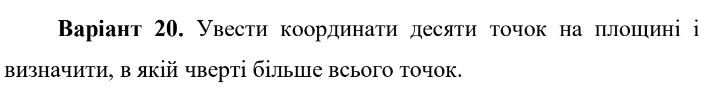 Варіант 20. Увести координати десяти точок на площині і
визначити, в якій чверті більше всього точок.